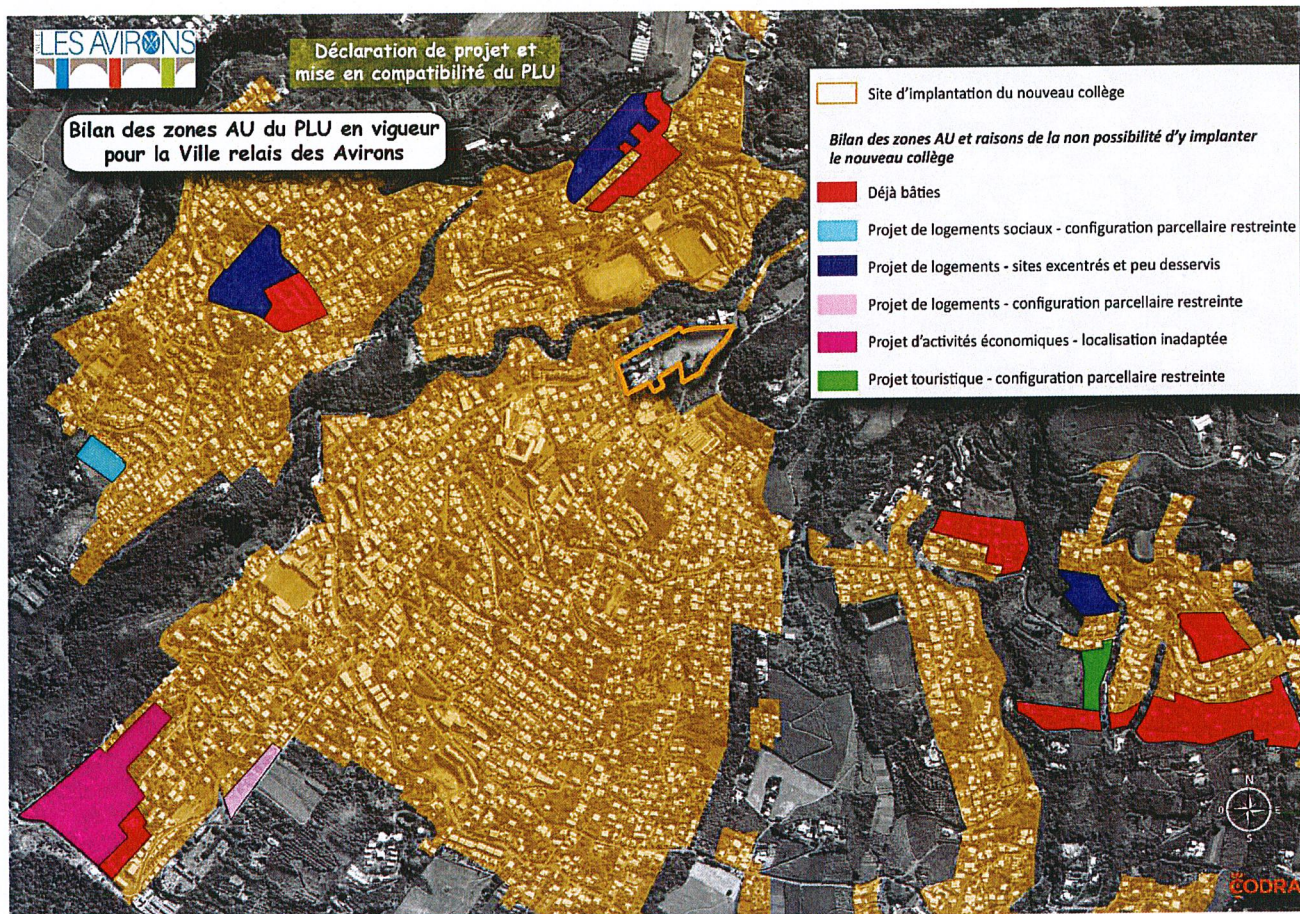 LES AVIRONS
Déclaration de projet et
mise en compatibilité du PLU
Bilan des zones AU du PLU en vigueur
pour la Ville relais des Avirons
Site d'implantation du nouveau collège
Bilan des zones AU et raisons de la non possibilité d'y implanter
le nouveau collège
Déjà bâties
Projet de logements sociaux - configuration parcellaire restreinte
Projet de logements - sites excentrés et peu desservis
Projet de logements - configuration parcellaire restreinte
Projet d'activités économiques - localisation inadaptée
Projet touristique - configuration parcellaire restreinte
N
O
E
S
CODRA